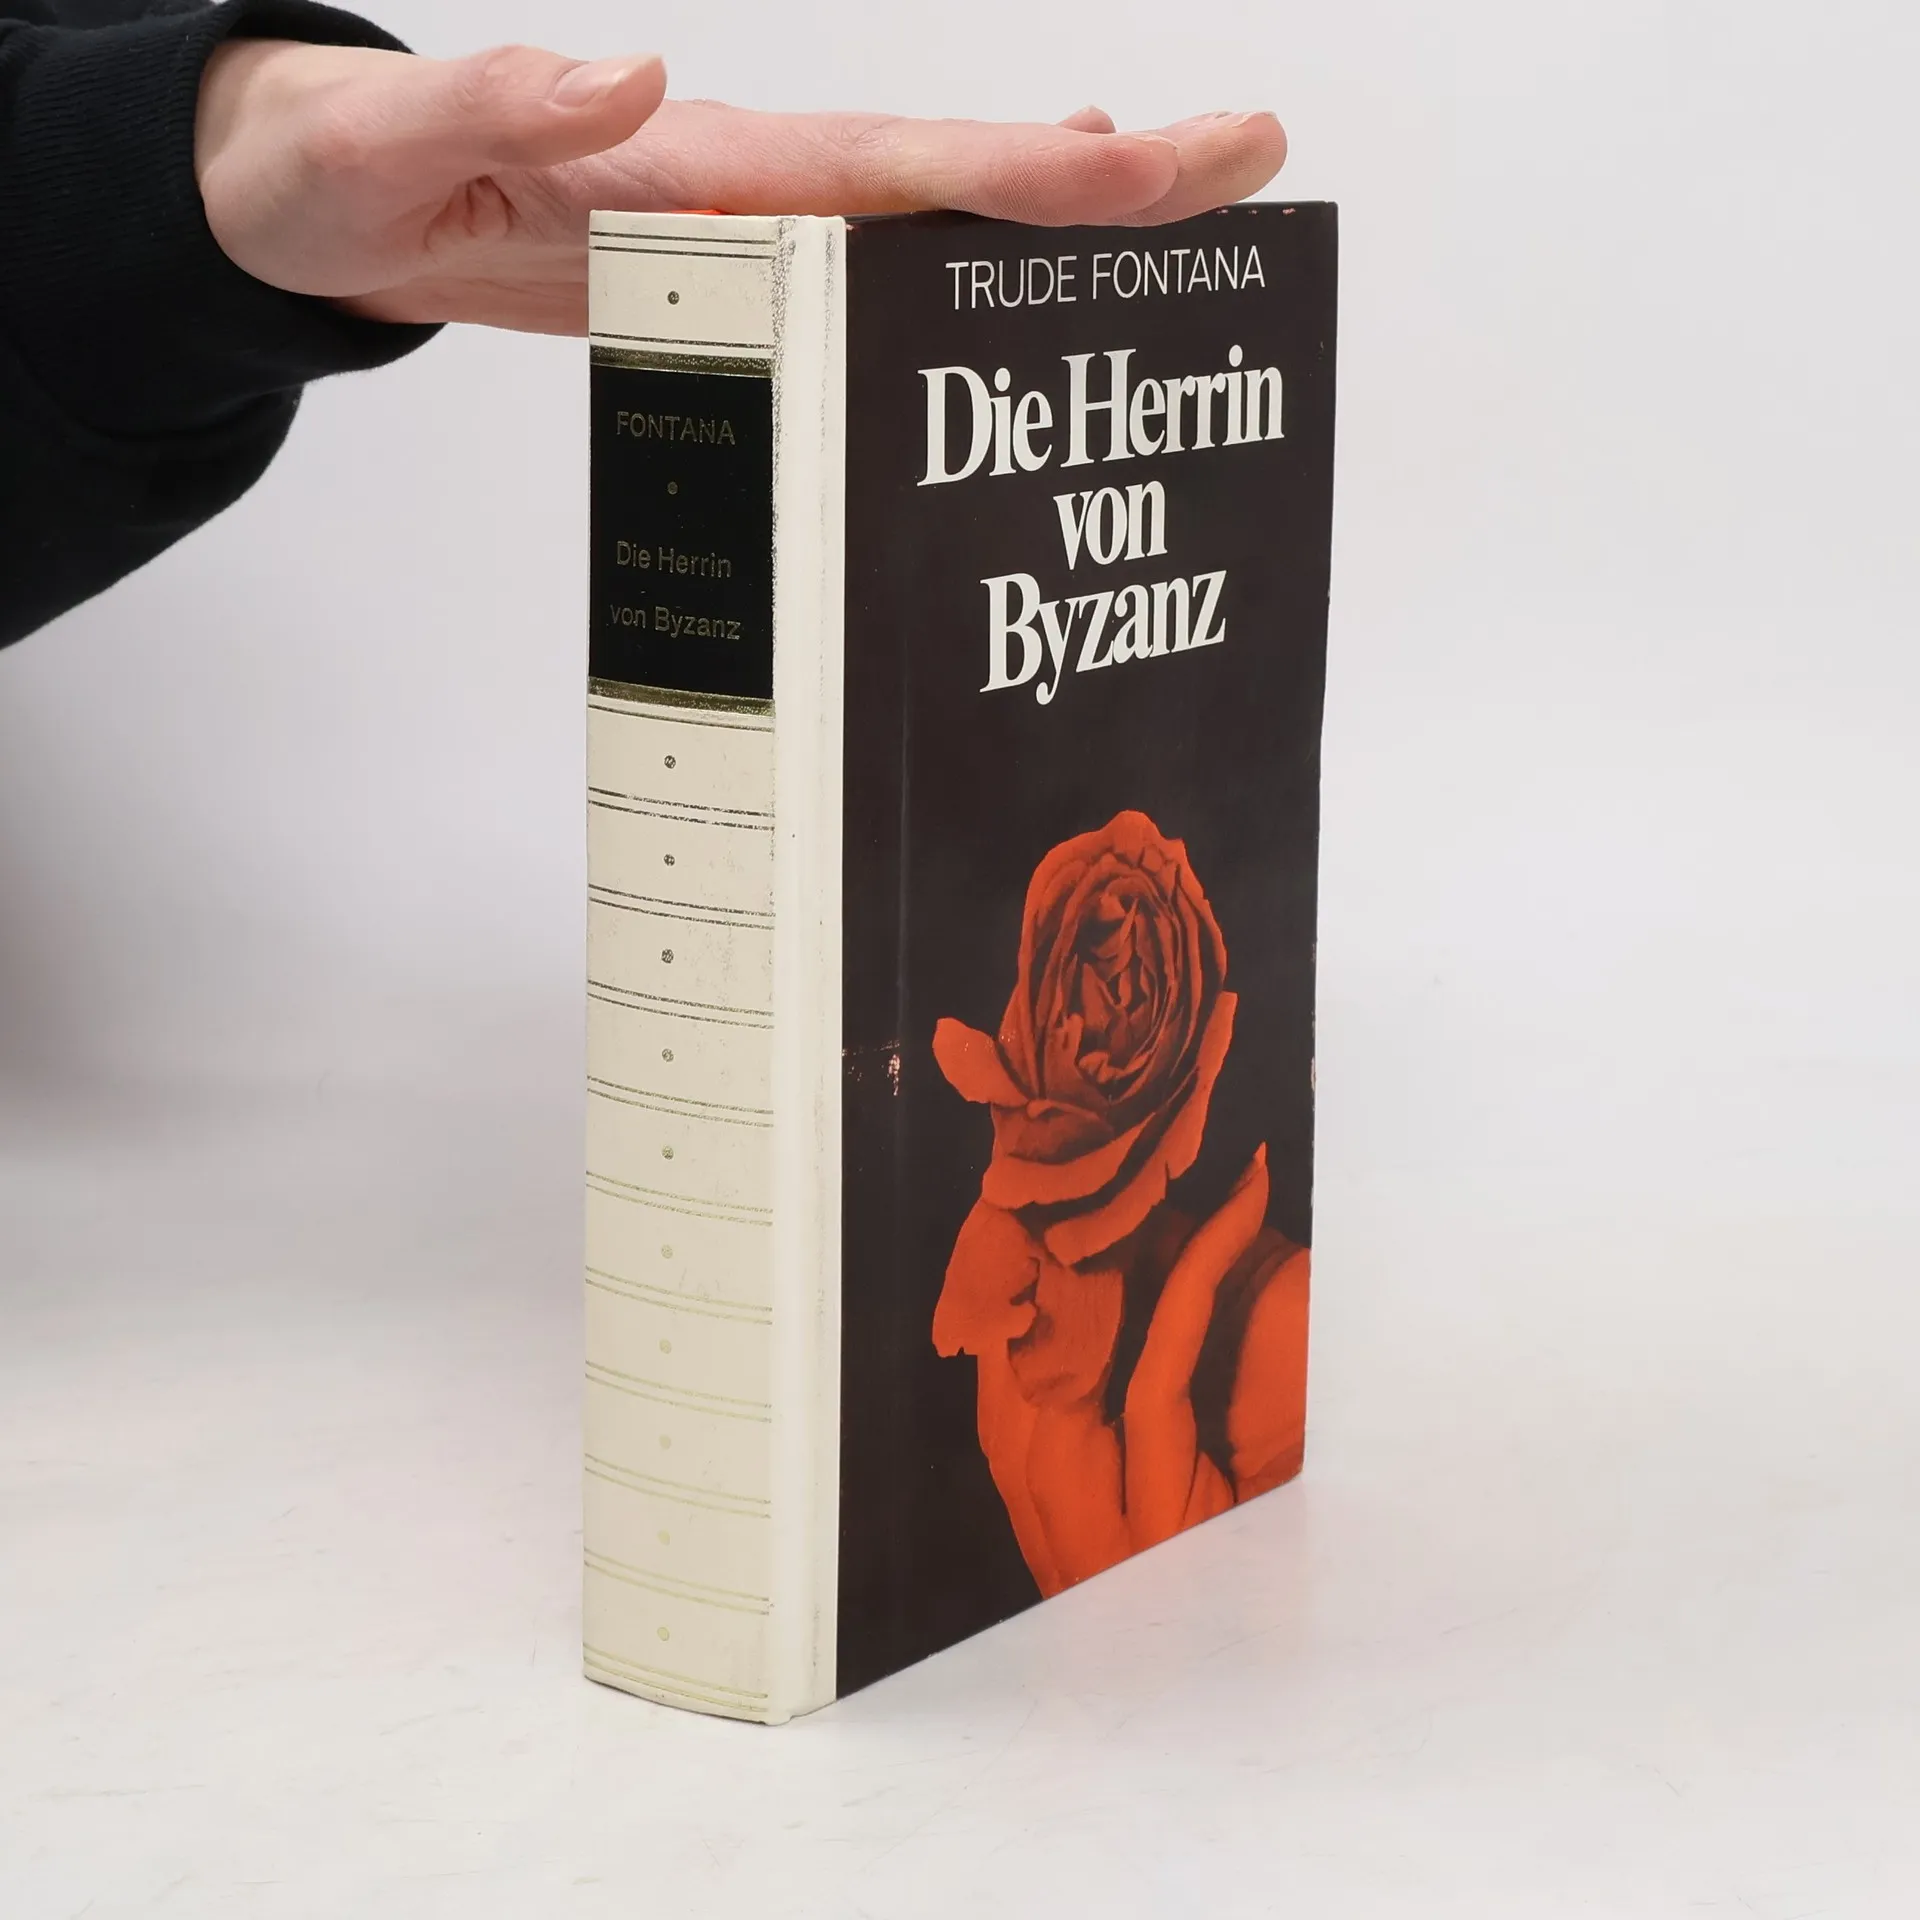 FONTANA
Die Herrin
von Byzanz
TRUDE FONTANA
Die Herrin
von
Byzanz